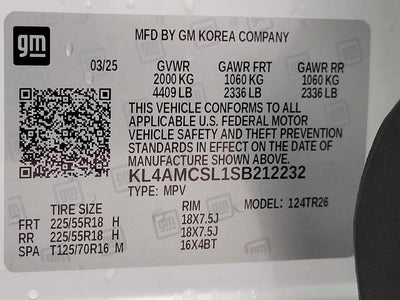 gm
MFD BY GM KOREA COMPANY
03/25 GVWR GAWR FRT GAWR RR
2000 KG 1060 KG 1060 KG
4409 LB 2336 LB 2336 LB
THIS VEHICLE CONFORMS TO ALL
APPLICABLE U.S. FEDERAL MOTOR
VEHICLE SAFETY AND THEFT PREVENTION
STANDARDS IN EFFECT ON THE DATE OF
MANUFACTURE SHOWN ABOVE.
KL4AMCSL1SB212232
TYPE: MPV
TIRE SIZE RIM MODEL: 124TR26
FRT 225/55R18 H 18X7.5J
RR 225/55R18 H 18X7.5J
SPA T125/70R16 M 16X4BT